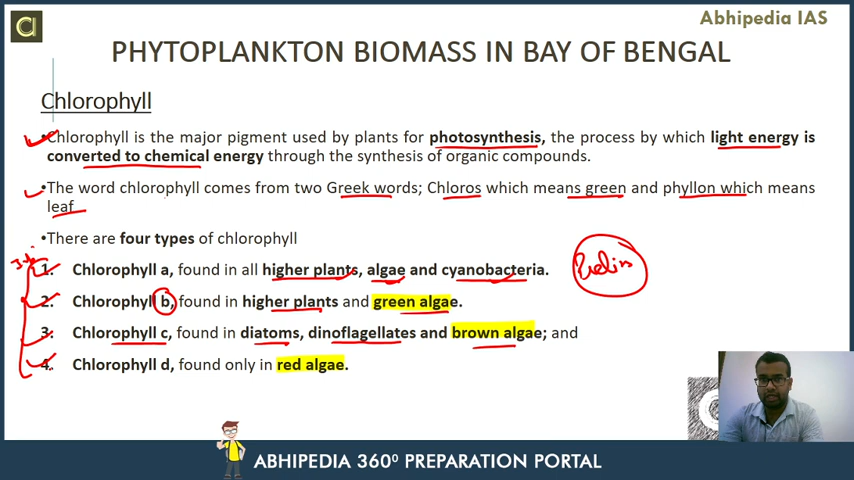 Abhipedia IAS
PHYTOPLANKTON BIOMASS IN BAY OF BENGAL
Chlorophyll
•Chlorophyll is the major pigment used by plants for photosynthesis, the process by which light energy is
converted to chemical energy through the synthesis of organic compounds.
•The word chlorophyll comes from two Greek words; Chloros which means green and phyllon which means
leaf
•There are four types of chlorophyll
1. Chlorophyll a, found in all higher plants, algae and cyanobacteria.
2. Chlorophyll b, found in higher plants and green algae.
3. Chlorophyll c, found in diatoms, dinoflagellates and brown algae; and
4. Chlorophyll d, found only in red algae.
ABHIPEDIA 360⁰ PREPARATION PORTAL